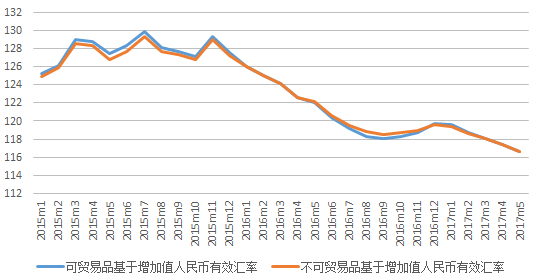 132
130
128
126
124
122
120
118
116
114
112
2015m1
2015m2
2015m3
2015m4
2015m5
2015m6
2015m7
2015m8
2015m9
2015m10
2015m11
2015m12
2016m1
2016m2
2016m3
2016m4
2016m5
2016m6
2016m7
2016m8
2016m9
2016m10
2016m11
2016m12
2017m1
2017m2
2017m3
2017m4
2017m5
可贸易品基于增加值人民币有效汇率
不可贸易品基于增加值人民币有效汇率